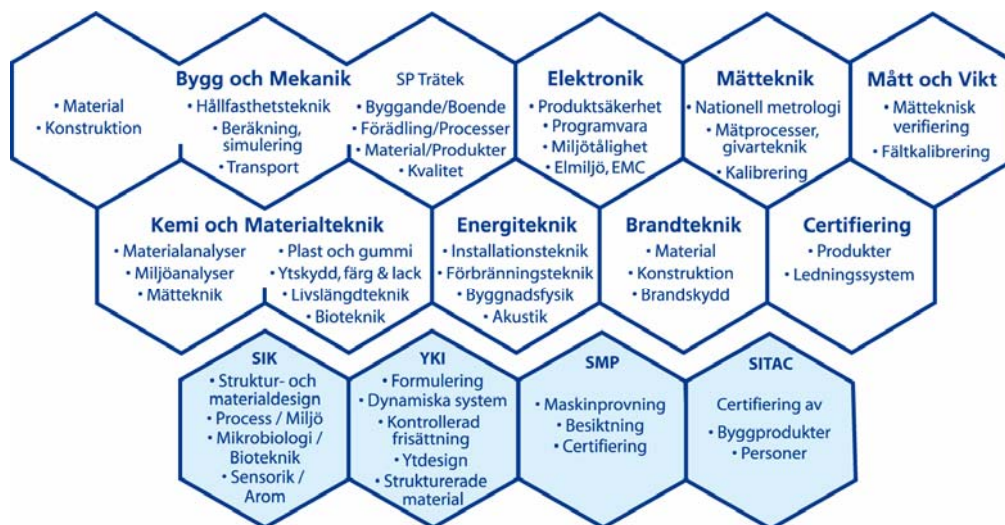 Bygg och Mekanik
• Material
• Konstruktion
• Hållfasthetsteknik
• Beräkning,
simulering
• Transport
SP Trätek
• Byggande/Boende
• Förädling/Processer
• Material/Produkter
• Kvalitet
Elektronik
• Produktsäkerhet
• Programvara
• Miljötålighet
• Elmiljö, EMC
Mätteknik
• Nationell metrologi
• Mätprocesser,
givarteknik
• Kalibrering
Mått och Vikt
• Mätteknisk
verifiering
• Fältkalibrering
Kemi och Materialteknik
• Materialanalyser
• Miljöanalyser
• Mätteknik
• Plast och gummi
• Ytskydd, färg & lack
• Livslängdteknik
• Bioteknik
Energiteknik
• Installationsteknik
• Förbränningsteknik
• Byggnadsfysik
• Akustik
Brandteknik
• Material
• Konstruktion
• Brandskydd
Certifiering
• Produkter
• Ledningssystem
SIK
• Struktur- och
materialdesign
• Process / Miljö
• Mikrobiologi /
Bioteknik
• Sensorik /
Arom
YKI
• Formulering
• Dynamiska system
• Kontrollerad
frisättning
• Ytdesign
• Strukturerade
material
SMP
• Maskinprovning
• Besiktning
• Certifiering
SITAC
Certifiering av
• Byggprodukter
• Personer